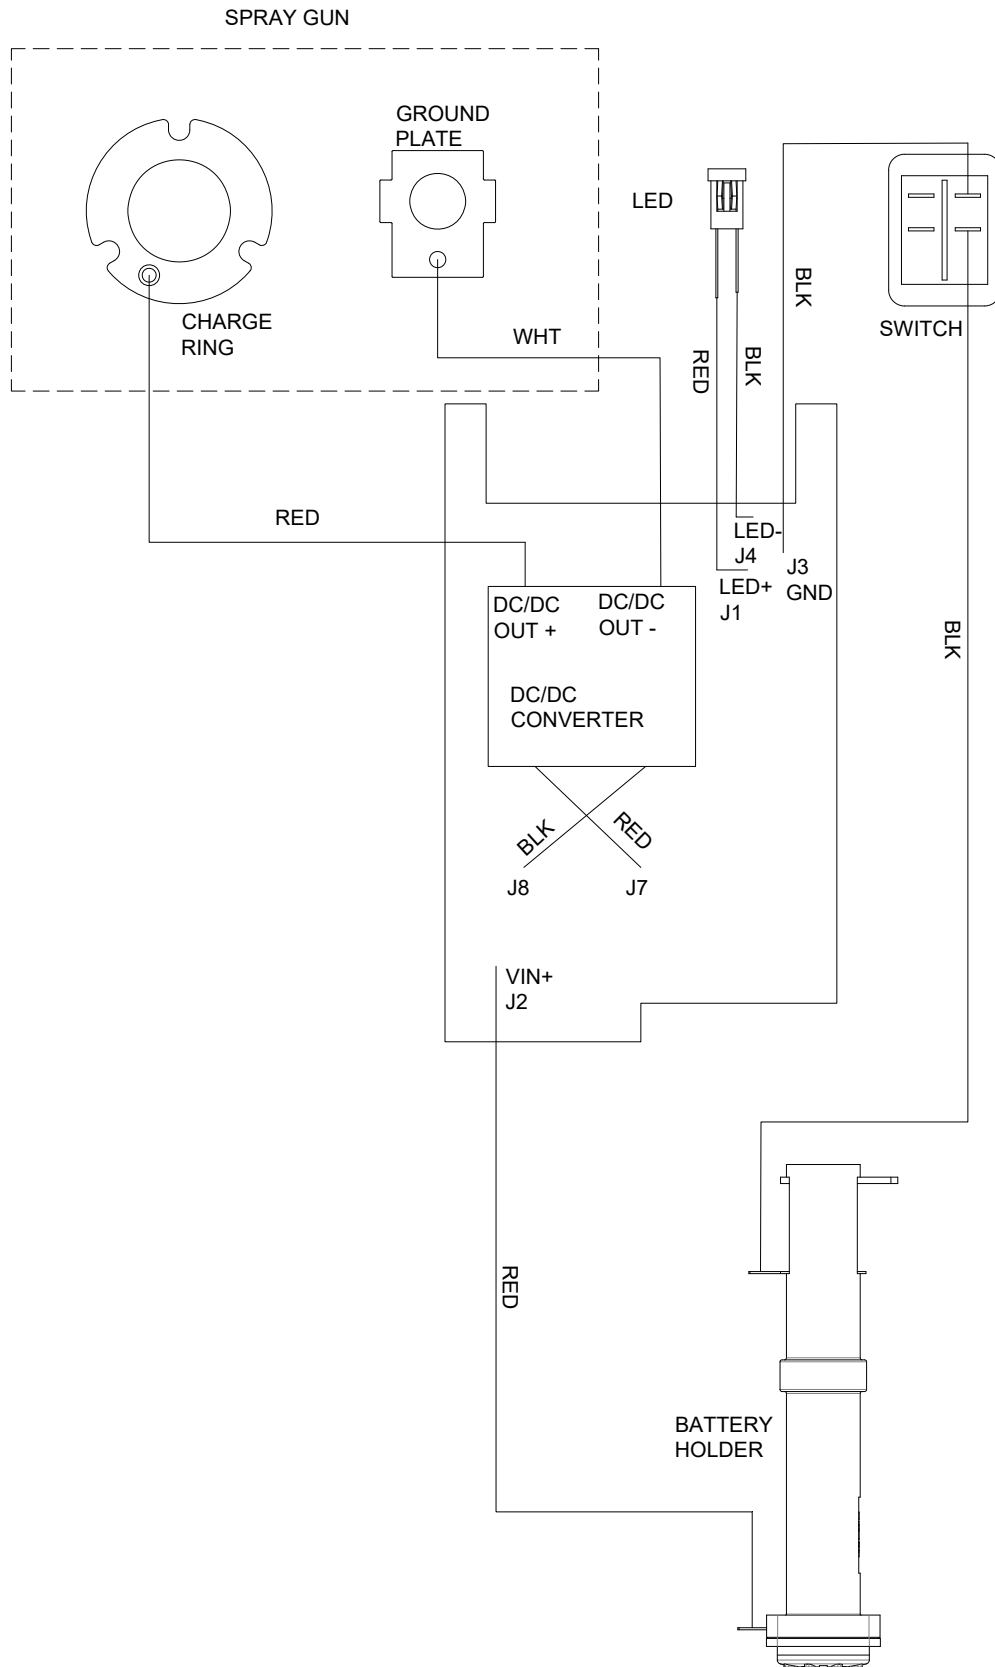 SPRAY GUN
GROUND
PLATE
LED
BLK
SWITCH
CHARGE
RING
WHT
RED
BLK
RED
LED-
J4
J3
GND
LED+
J1
DC/DC
OUT +
DC/DC
OUT -
BLK
DC/DC
CONVERTER
BLK
RED
J8
J7
VIN+
J2
RED
BATTERY
HOLDER